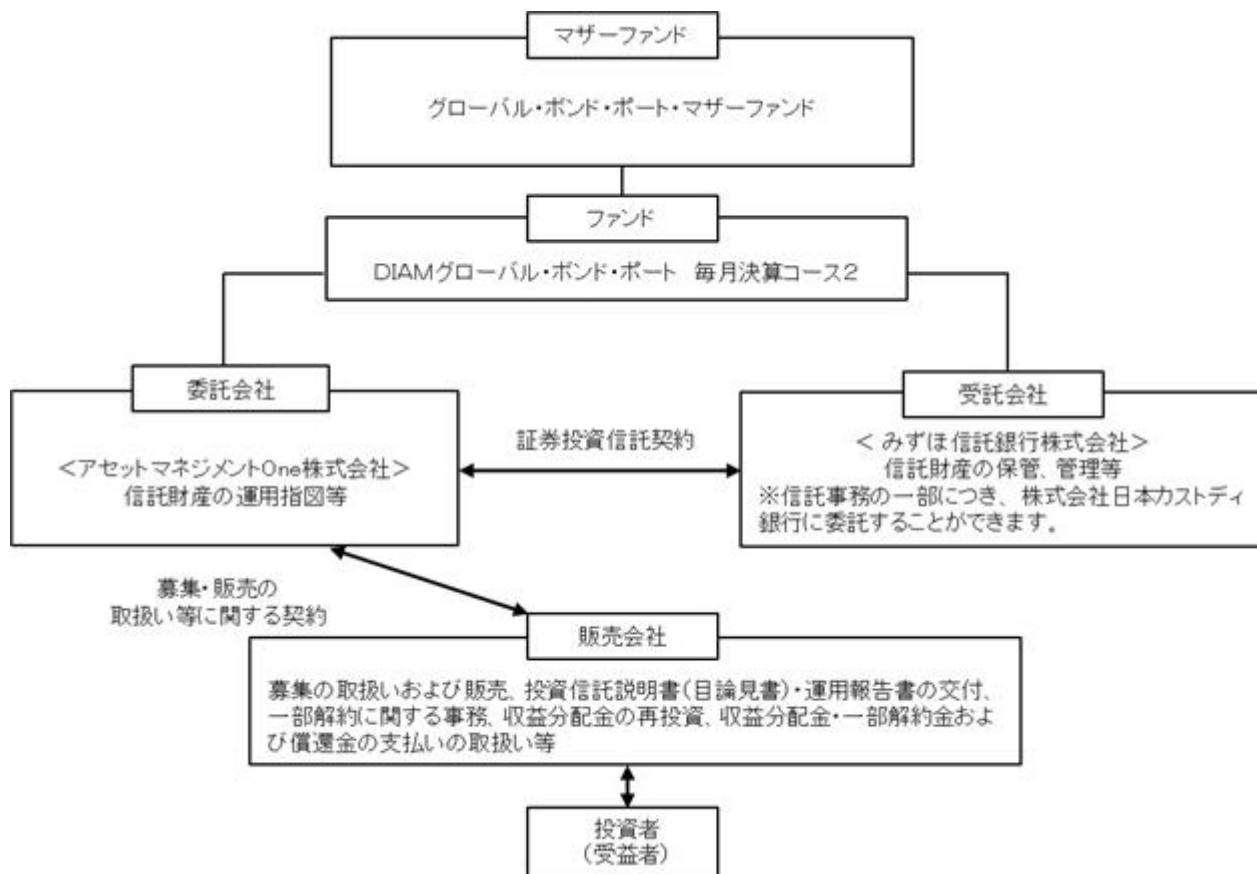 マザーファンド
グローバル・ボンド・ポート・マザーファンド
ファンド
DIAMグローバル・ボンド・ポート　毎月決算コース2
委託会社
＜アセットマネジメントOne株式会社＞
信託財産の運用指図等
証券投資信託契約
受託会社
＜みずほ信託銀行株式会社＞
信託財産の保管、管理等
※信託事務の一部につき、株式会社日本カストディ
銀行に委託することができます。
募集・販売の
取扱い等に関する契約
販売会社
募集の取扱いおよび販売、投資信託説明書(目論見書)・運用報告書の交付、
一部解約に関する事務、収益分配金の再投資、収益分配金・一部解約金およ
び償還金の支払いの取扱い等
投資者
(受益者)